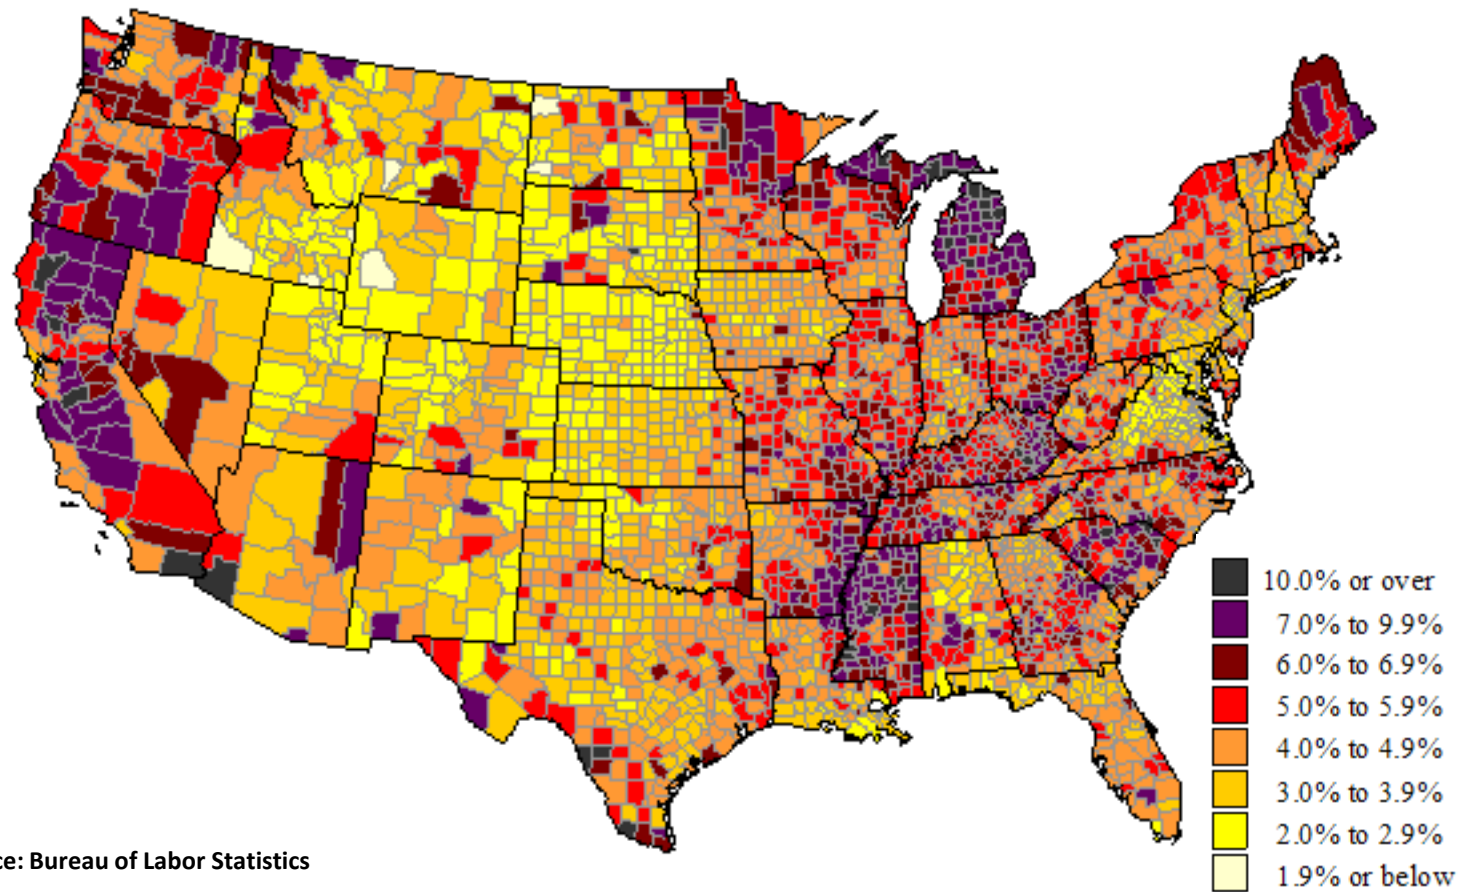 10.0% or over
7.0% to 9.9%
6.0% to 6.9%
5.0% to 5.9%
4.0% to 4.9%
3.0% to 3.9%
2.0% to 2.9%
1.9% or below
ce: Bureau of Labor Statistics